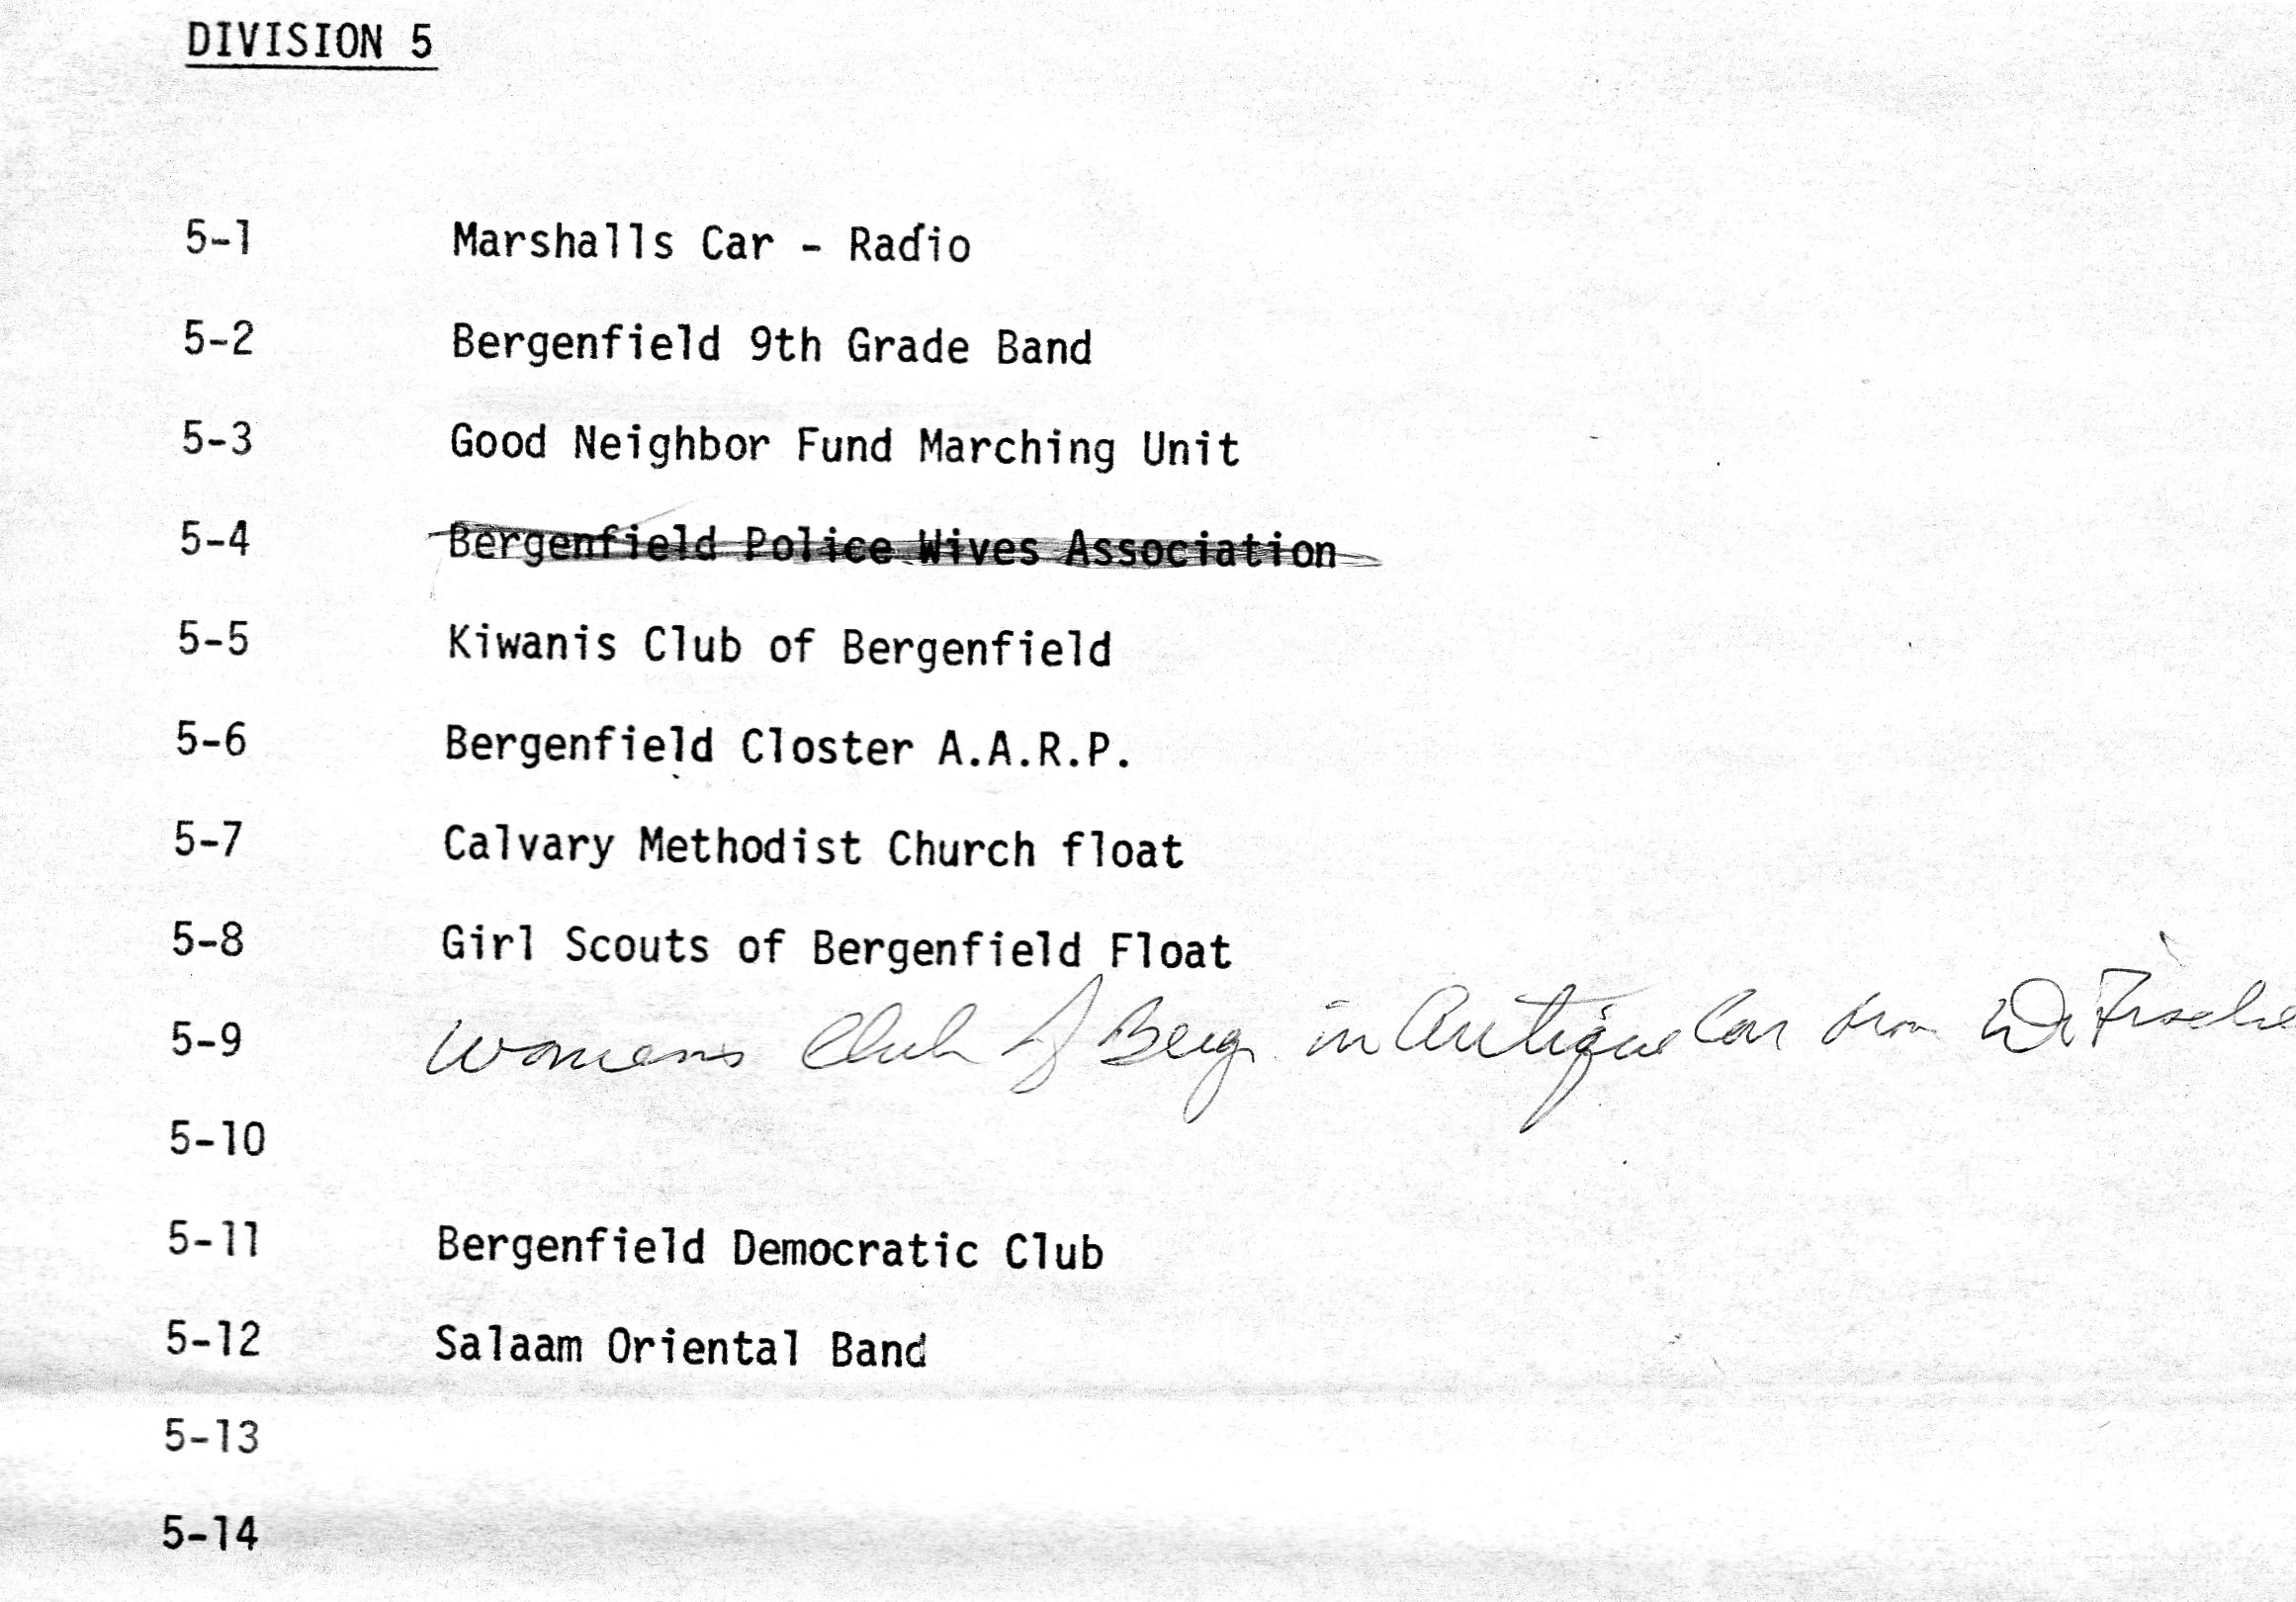 DIVISION 5
5-1 Marshalls Car - Radio
5-2 Bergenfield 9th Grade Band
5-3 Good Neighbor Fund Marching Unit
5-4 Bergenfield Police Wives Association
5-5 Kiwanis Club of Bergenfield
5-6 Bergenfield Closter A.A.R.P.
5-7 Calvary Methodist Church float
5-8 Girl Scouts of Bergenfield Float
5-9 Womens Club of Berg. in Antique Car
5-10
5-11 Bergenfield Democratic Club
5-12 Salaam Oriental Band
5-13
5-14